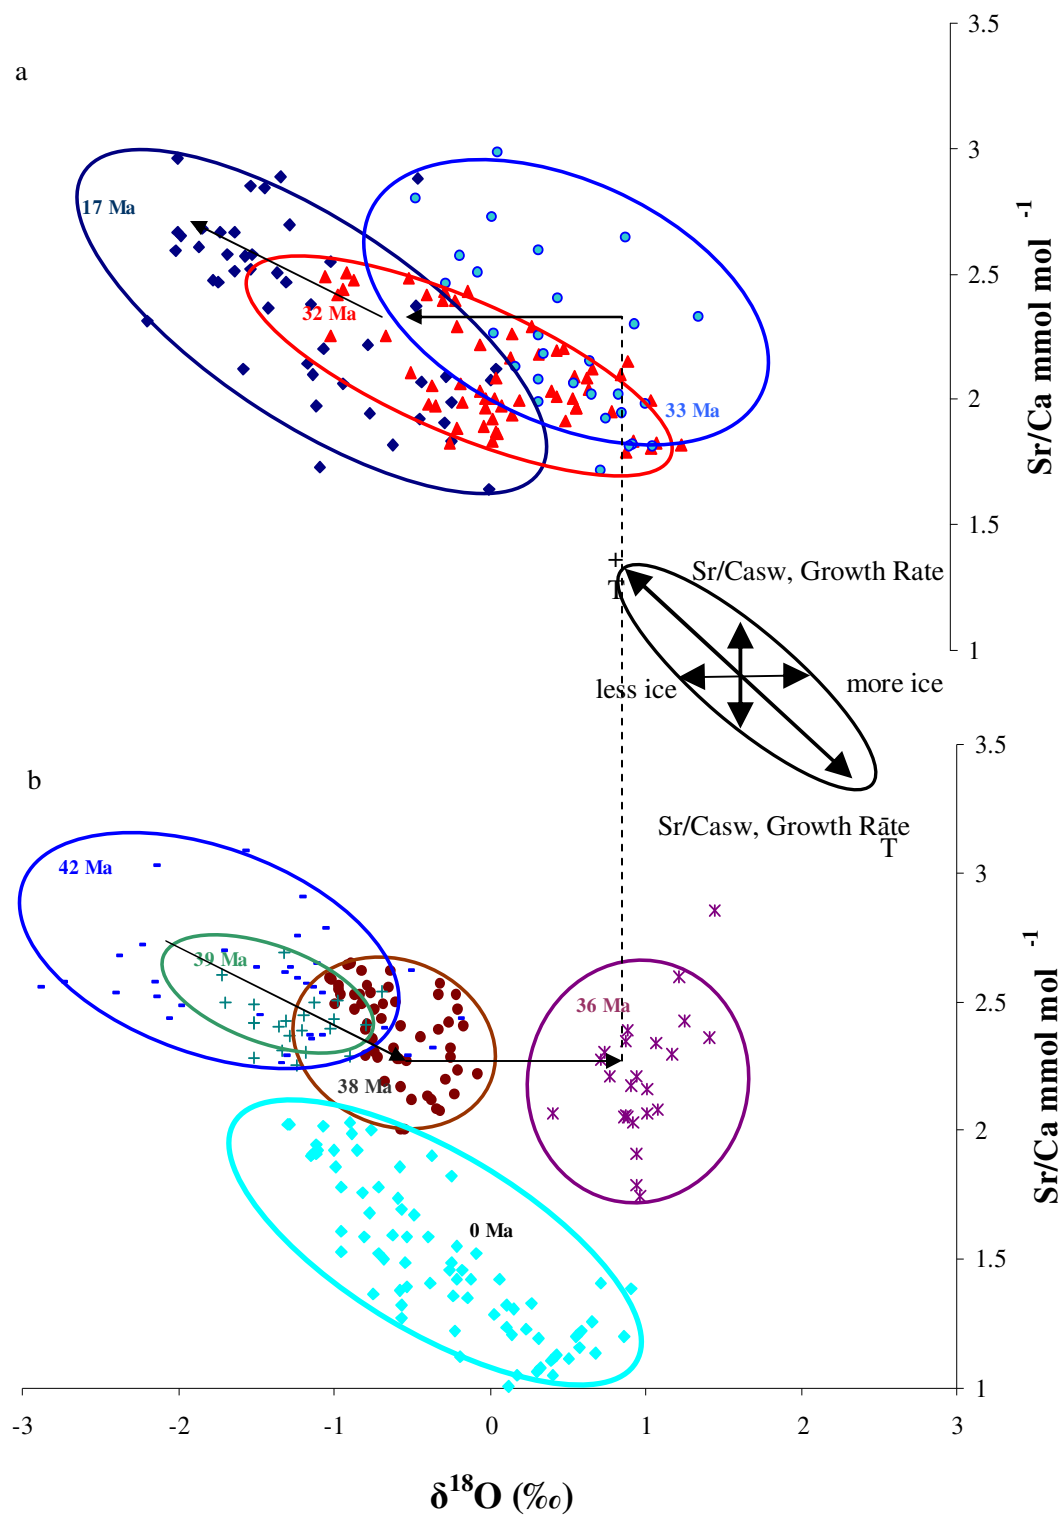 a
3.5
3
2.5
2
1.5
1
Sr/Ca mmol mol -1
17 Ma
32 Ma
33 Ma
+
T
Sr/Casw, Growth Rate
less ice
more ice
Sr/Casw, Growth Rate
-
T
b
3.5
3
2.5
2
1.5
1
Sr/Ca mmol mol -1
42 Ma
39 Ma
38 Ma
36 Ma
0 Ma
-3 -2 -1 0 1 2 3
δ18O (‰)